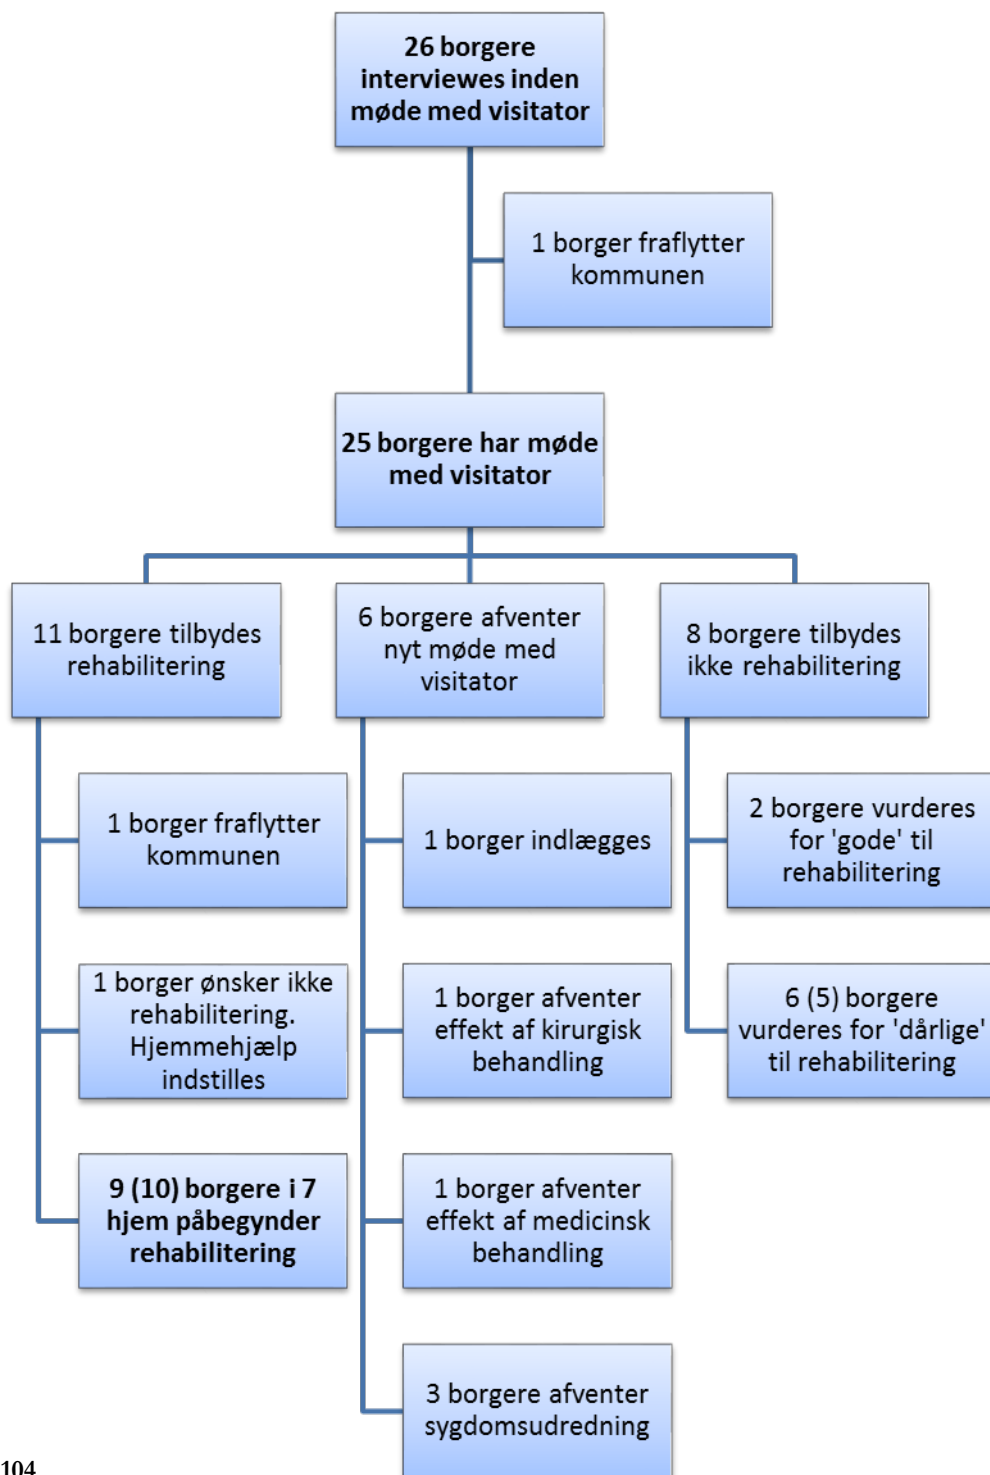 26 borgere
interviewes inden
møde med visitator
1 borger fraflytter
kommunen
25 borgere har møde
med visitator
11 borgere tilbydes
rehabilitering
1 borger fraflytter
kommunen
1 borger ønsker ikke
rehabilitering.
Hjemmehjælp
indstilles
9 (10) borgere i 7
hjem påbegynder
rehabilitering
6 borgere afventer
nyt møde med
visitator
1 borger indlægges
1 borger afventer
effekt af kirurgisk
behandling
1 borger afventer
effekt af medicinsk
behandling
3 borgere afventer
sygdomsudredning
8 borgere tilbydes
ikke rehabilitering
2 borgere vurderes
for 'gode' til
rehabilitering
6 (5) borgere
vurderes for 'dårlige'
til rehabilitering
104